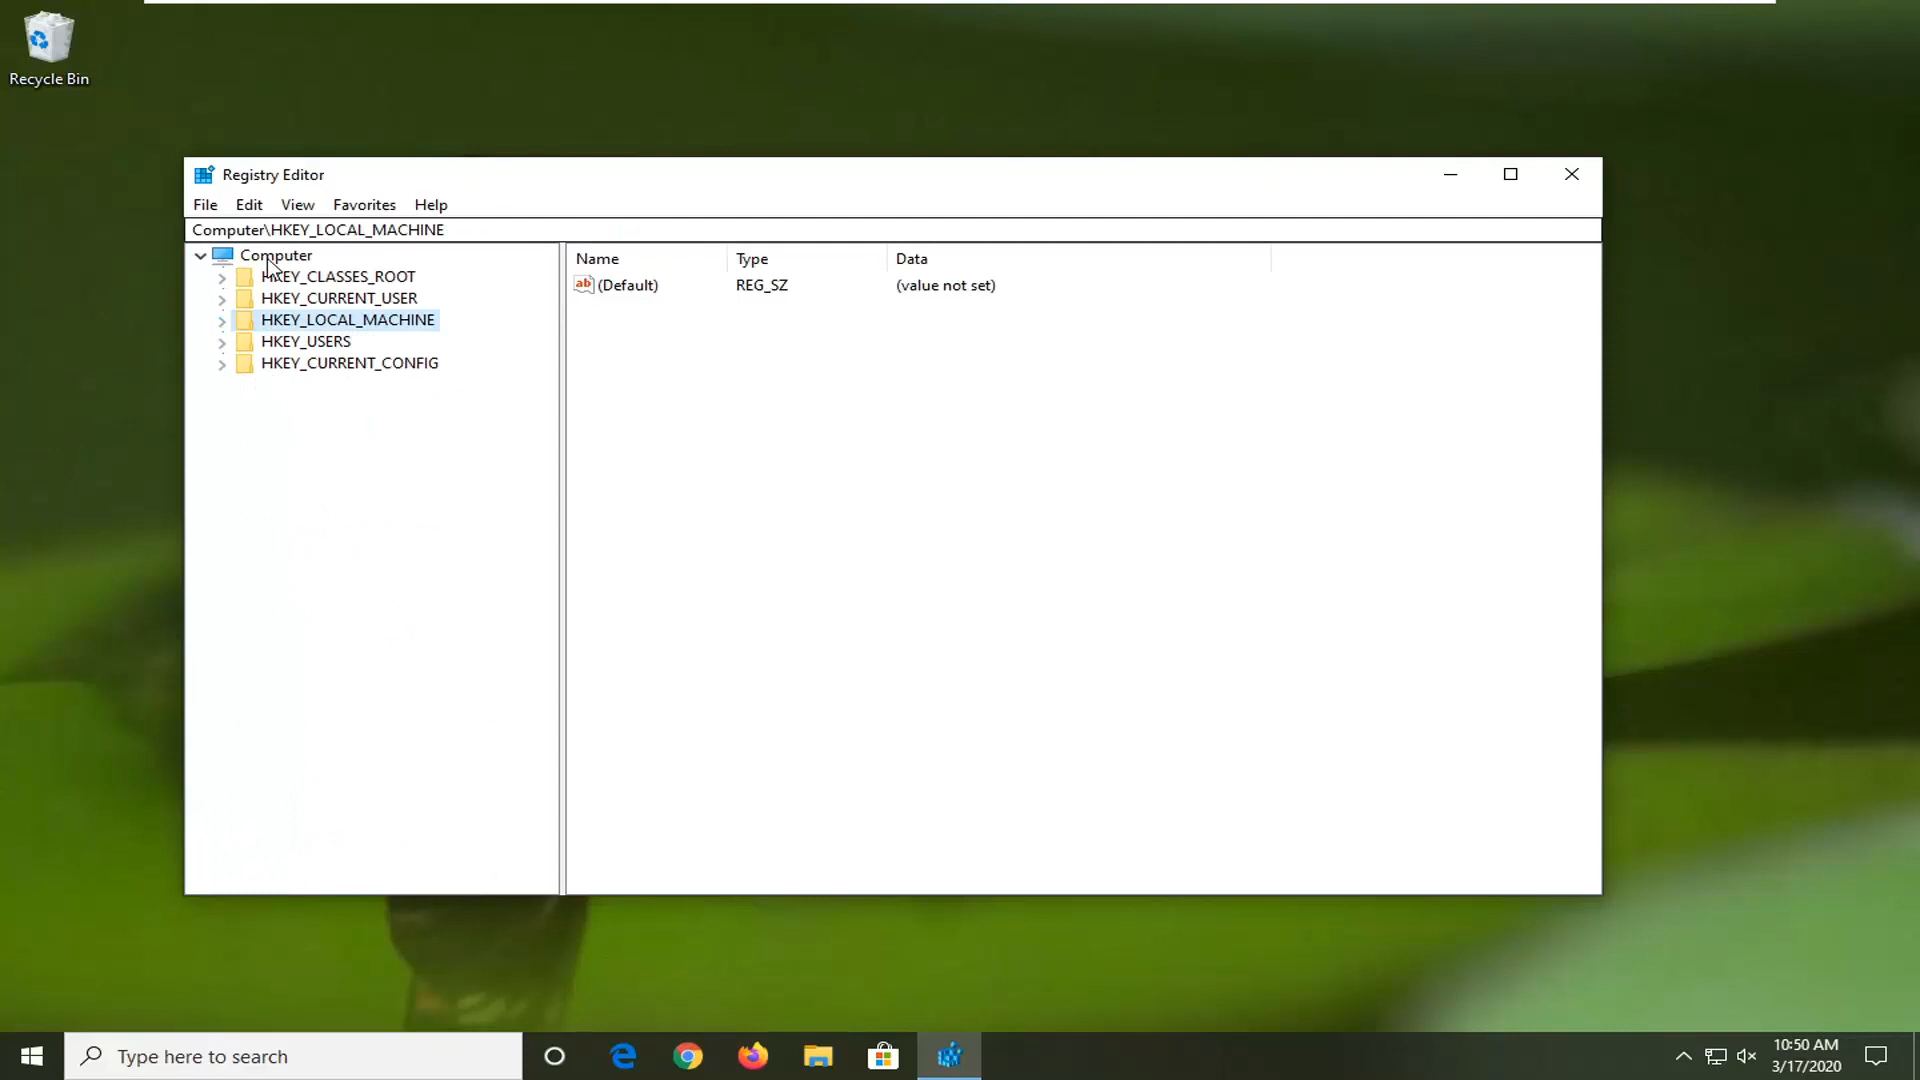 Recycle Bin
Registry Editor
File Edit View Favorites Help
Computer\HKEY_LOCAL_MACHINE
Computer
HKEY_CLASSES_ROOT
HKEY_CURRENT_USER
HKEY_LOCAL_MACHINE
HKEY_USERS
HKEY_CURRENT_CONFIG
Name Type Data
ab (Default) REG_SZ (value not set)
Type here to search
10:50 AM
3/17/2020